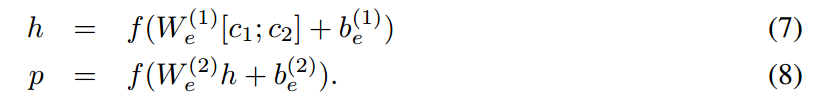 h = f(W_e^{(1)}[c_1; c_2] + b_e^{(1)}) (7)
p = f(W_e^{(2)}h + b_e^{(2)}). (8)